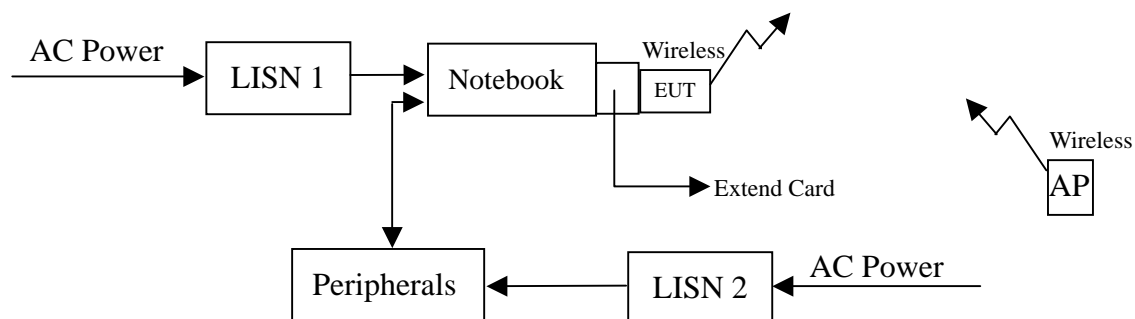 AC Power
LISN 1
Notebook
Wireless
EUT
Wireless
AP
Extend Card
Peripherals
LISN 2
AC Power